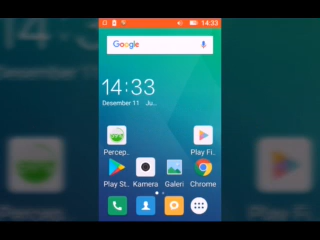 14:33
Google
14:33
Desember 11 Ju..
Percep.. Play Fi..
Play St.. Kamera Galeri Chrome